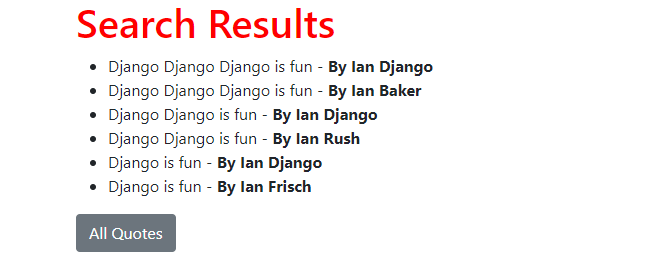 Search Results
Django Django Django is fun - By Ian Django
Django Django Django is fun - By Ian Baker
Django Django is fun - By Ian Django
Django Django is fun - By Ian Rush
Django is fun - By Ian Django
Django is fun - By Ian Frisch
All Quotes